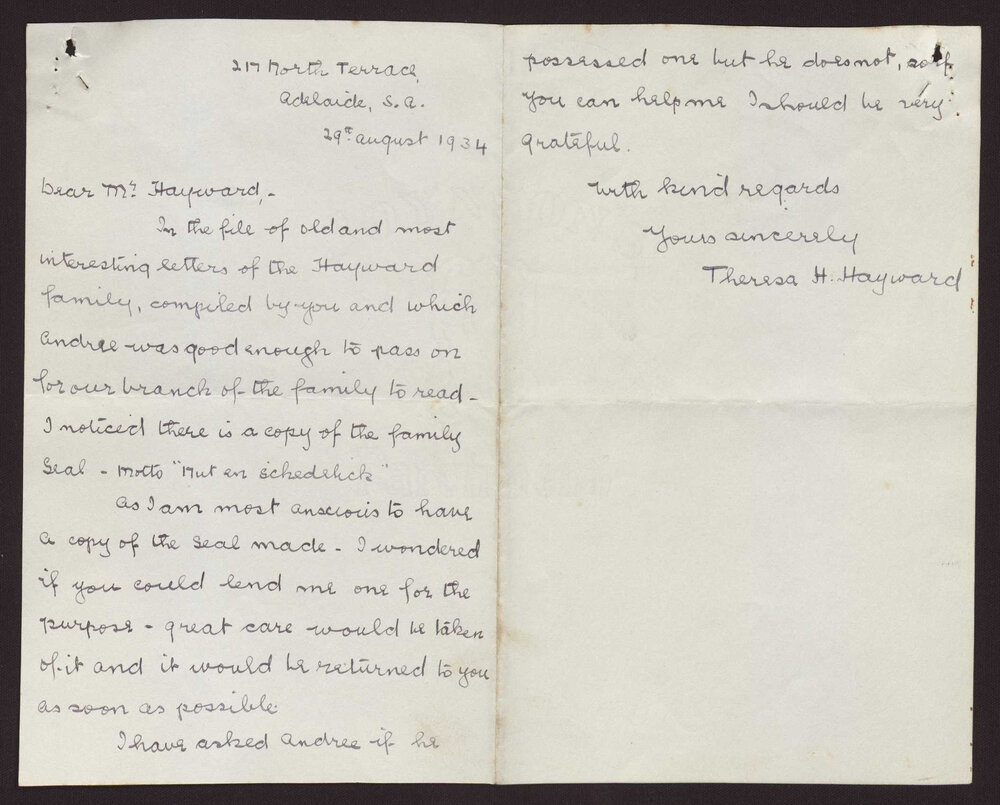 217 North Terrace,
Adelaide, S.A.
29th August 1934
Dear Mr Hayward,-
In the file of old and most
interesting letters of the Hayward
family, compiled by you and which
Andree was good enough to pass on
for our branch of the family to read -
I noticed there is a copy of the family
Seal - Motto "Mut en Schedelick"
As I am most anxious to have
a copy of the Seal made - I wondered
if you could lend me one for the
purpose - great care would be taken
of it and it would be returned to you
as soon as possible.
I have asked Andree if he
possessed one but he does not, so if
you can help me I should be very
grateful.
With kind regards
Yours sincerely
Theresa H. Hayward